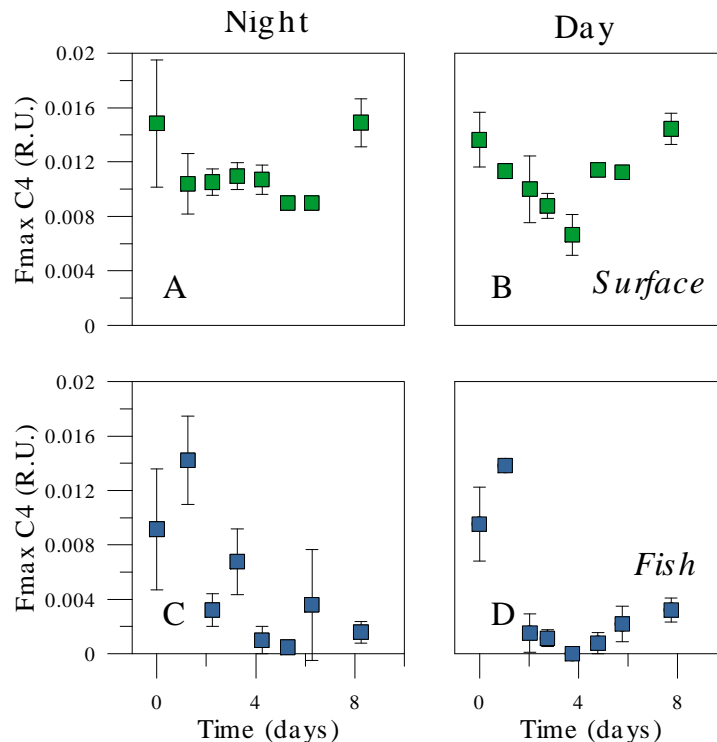 Night Day
0.02
0.016
0.012
0.008
0.004
0
Fmax C4 (R.U.)
A
B
Surface
0.02
0.016
0.012
0.008
0.004
0
Fmax C4 (R.U.)
C
D
Fish
0 4 8 0 4 8
Time (days) Time (days)